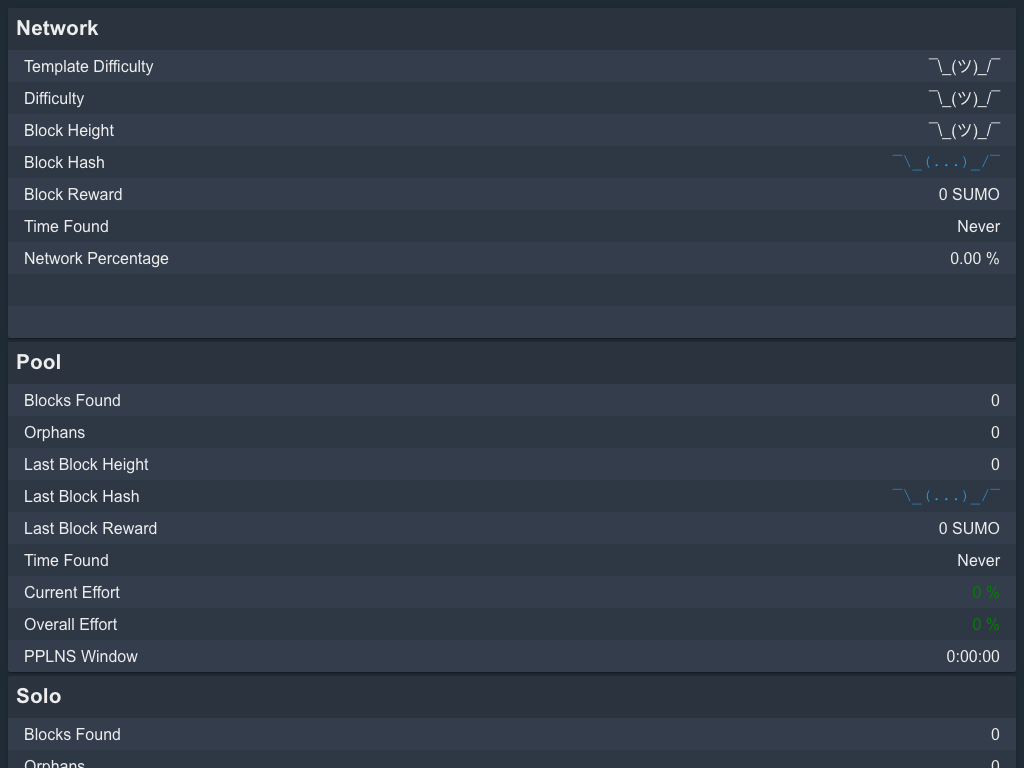 Network
Template Difficulty ¯\_(ツ)_/¯
Difficulty ¯\_(ツ)_/¯
Block Height ¯\_(ツ)_/¯
Block Hash ¯\_(...)_/¯
Block Reward 0 SUMO
Time Found Never
Network Percentage 0.00 %
Pool
Blocks Found 0
Orphans 0
Last Block Height 0
Last Block Hash ¯\_(...)_/¯
Last Block Reward 0 SUMO
Time Found Never
Current Effort 0 %
Overall Effort 0 %
PPLNS Window 0:00:00
Solo
Blocks Found 0
Orphans 0